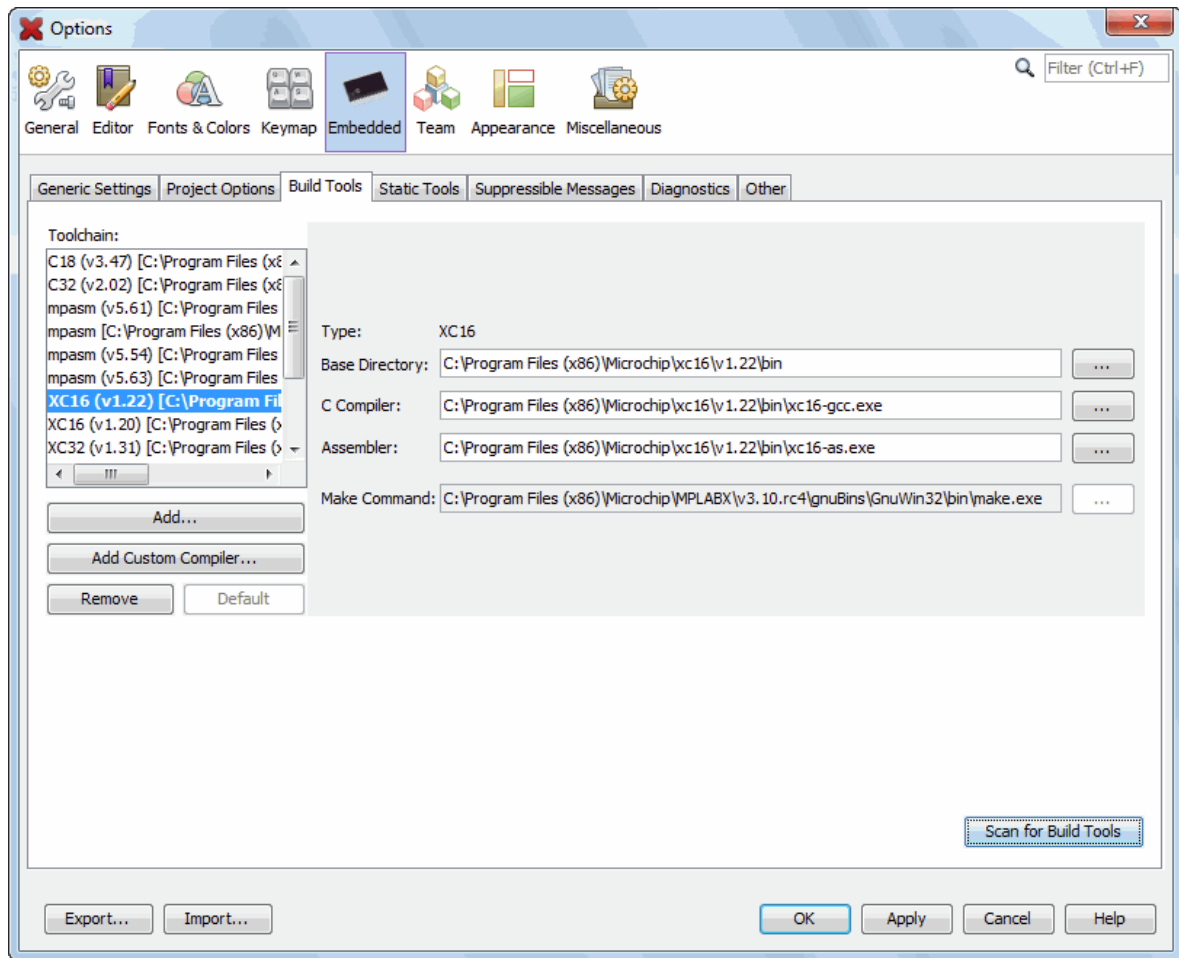 Options
Filter (Ctrl+F)
General Editor Fonts & Colors Keymap Embedded Team Appearance Miscellaneous
Generic Settings Project Options Build Tools Static Tools Suppressible Messages Diagnostics Other
Toolchain:
C18 (v3.47) [C:\Program Files (x8
C32 (v2.02) [C:\Program Files (x8
mpasm (v5.61) [C:\Program Files
mpasm [C:\Program Files (x86)\M
mpasm (v5.54) [C:\Program Files
mpasm (v5.63) [C:\Program Files
XC16 (v1.22) [C:\Program Fil
XC16 (v1.20) [C:\Program Files (x
XC32 (v1.31) [C:\Program Files (x
Add...
Add Custom Compiler...
Remove Default
Type: XC16
Base Directory: C:\Program Files (x86)\Microchip\xc16\v1.22\bin ...
C Compiler: C:\Program Files (x86)\Microchip\xc16\v1.22\bin\xc16-gcc.exe ...
Assembler: C:\Program Files (x86)\Microchip\xc16\v1.22\bin\xc16-as.exe ...
Make Command: C:\Program Files (x86)\Microchip\MPLABX\v3.10.rc4\gnuBins\GnuWin32\bin\make.exe ...
Scan for Build Tools
Export... Import... OK Apply Cancel Help